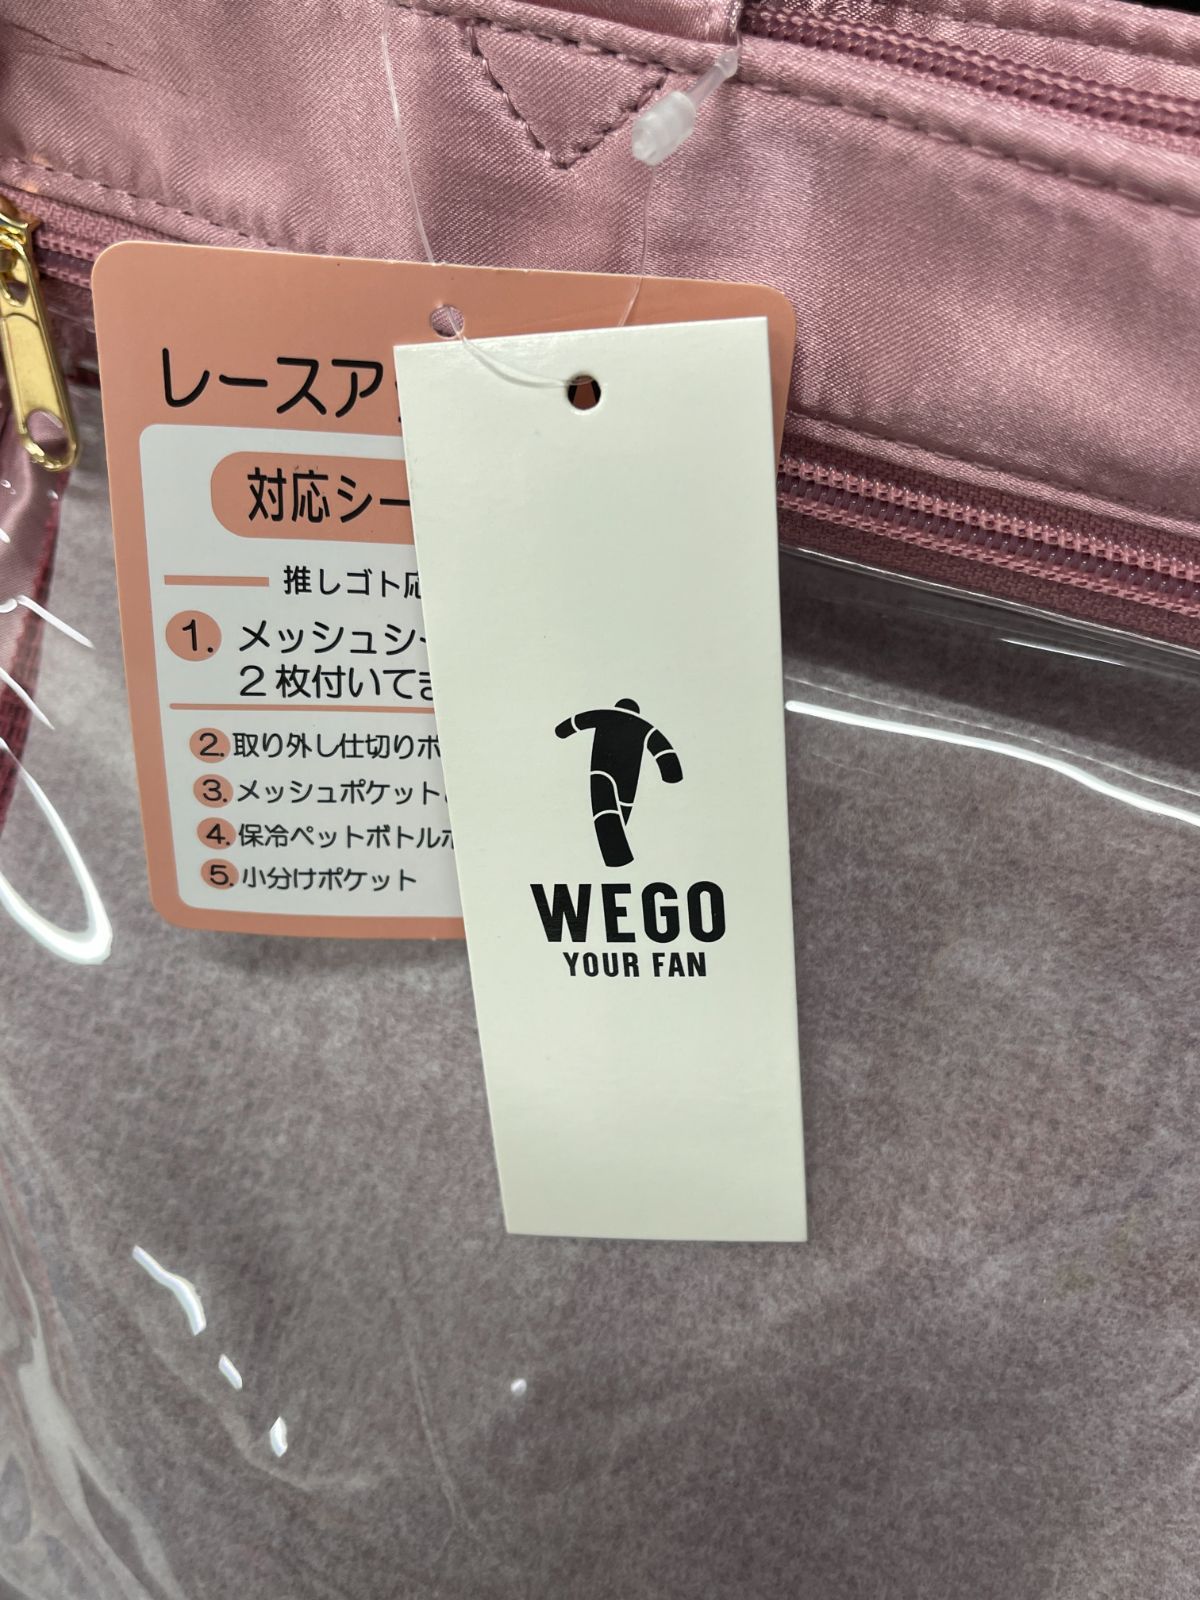 レースア
対応シー
推しゴト応
1. メッシュシー
2枚付いてま
2. 取り外し仕切りポ
3. メッシュポケット
4. 保冷ペットボトルホ
5. 小分けポケット
WEGO
YOUR FAN